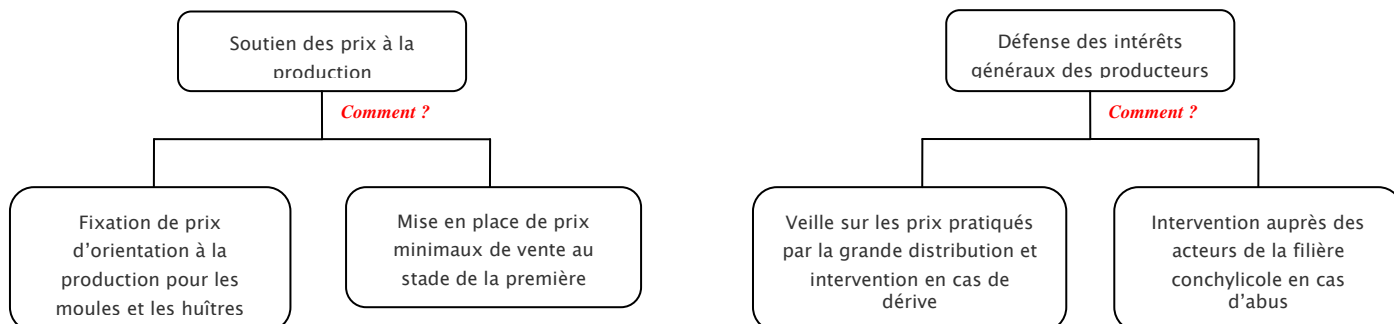 Soutien des prix à la
production
Défense des intérêts
généraux des producteurs
Comment ?
Comment ?
Fixation de prix
d’orientation à la
production pour les
moules et les huîtres
Mise en place de prix
minimaux de vente au
stade de la première
Veille sur les prix pratiqués
par la grande distribution et
intervention en cas de
dérive
Intervention auprès des
acteurs de la filière
conchylicole en cas
d’abus